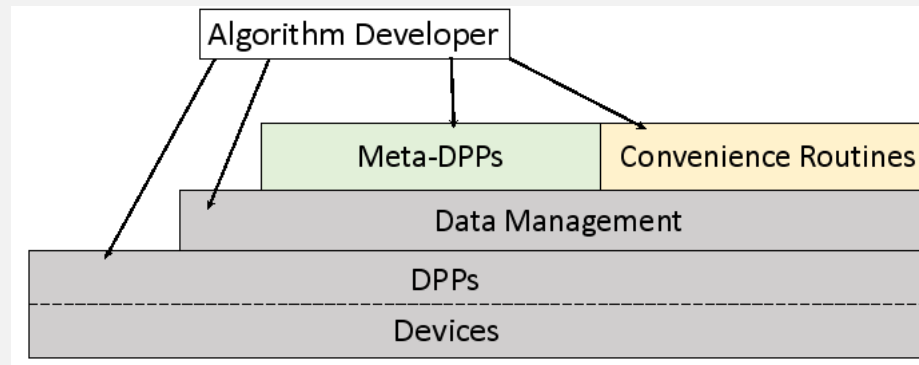 Algorithm Developer
Meta-DPPs
Convenience Routines
Data Management
DPPs
Devices